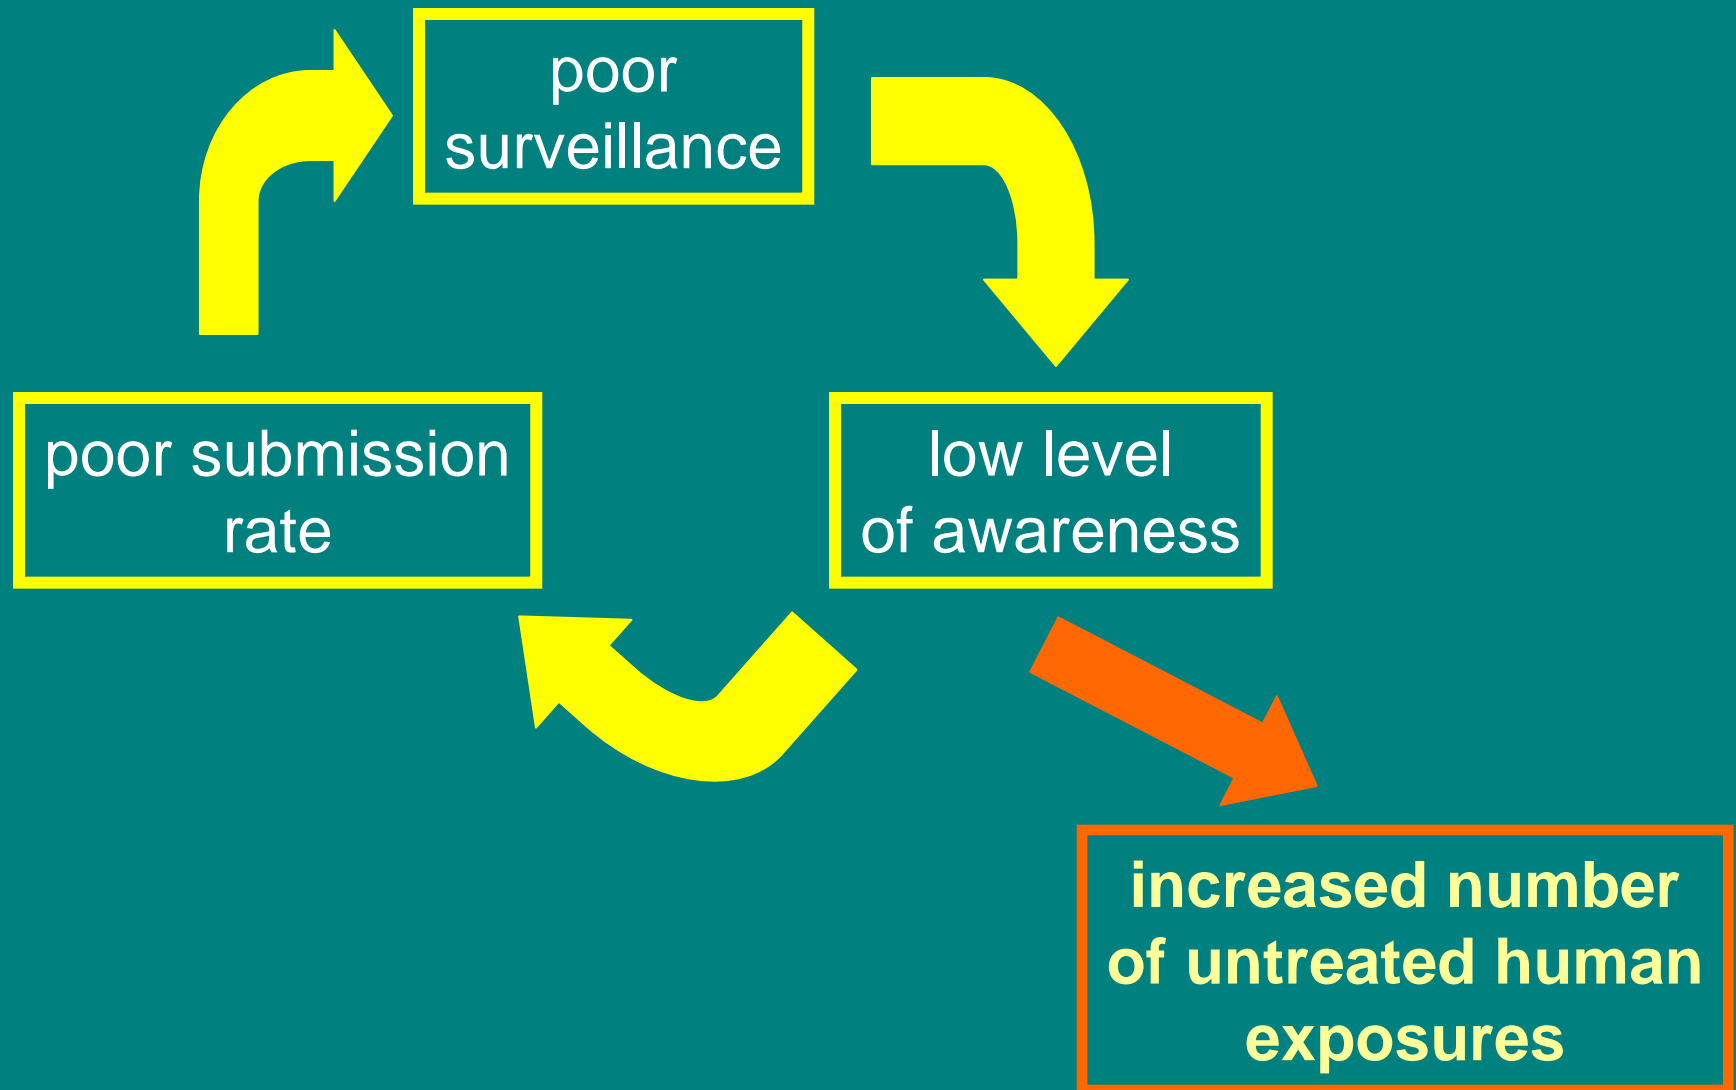 poor
surveillance
poor submission
rate
low level
of awareness
increased number
of untreated human
exposures